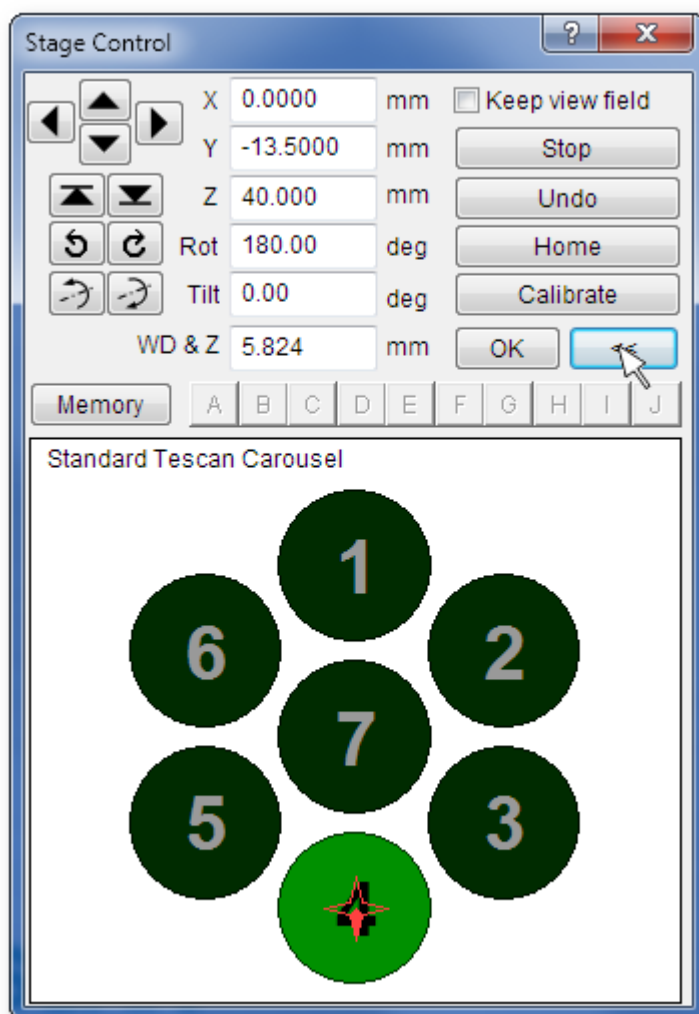 Stage Control ? X
X 0.0000 mm Keep view field
Y -13.5000 mm Stop
Z 40.000 mm Undo
Rot 180.00 deg Home
Tilt 0.00 deg Calibrate
WD & Z 5.824 mm OK <<
Memory A B C D E F G H I J
Standard Tescan Carousel
1
6 2
7
5 3
4